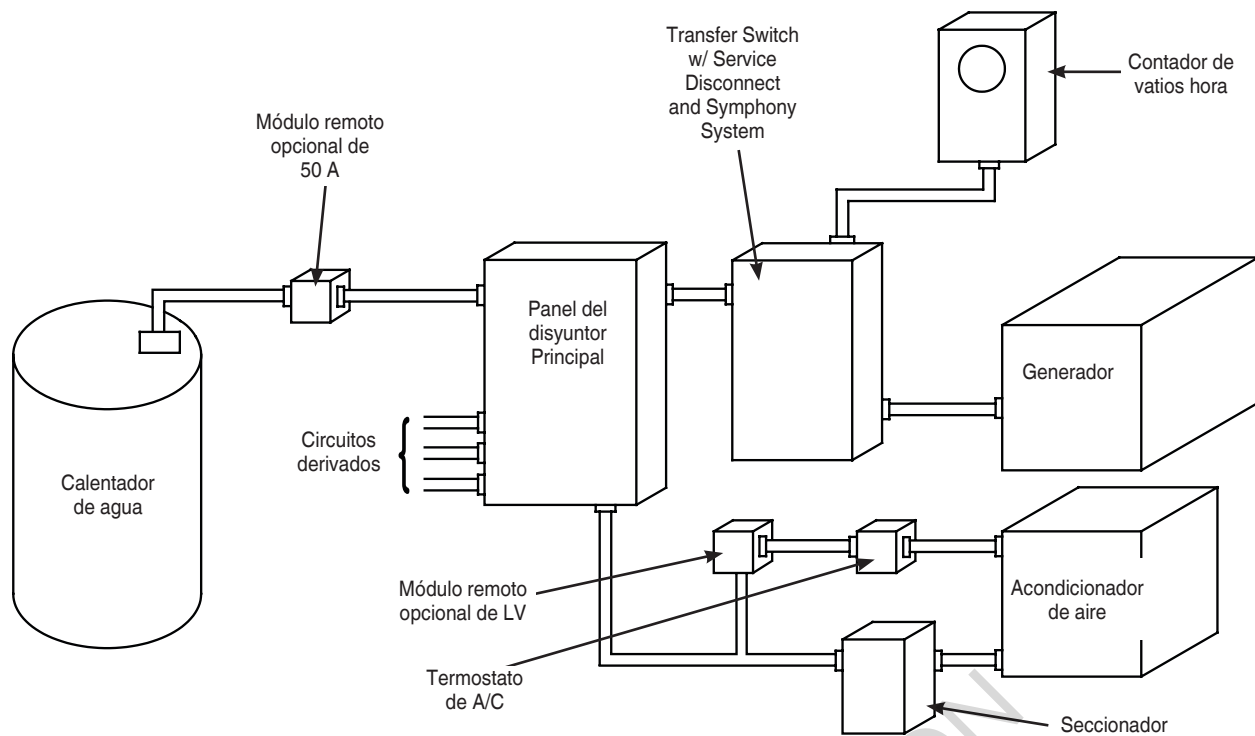 Transfer Switch
w/ Service
Disconnect
and Symphony
System
Contador de
vatios hora
Módulo remoto
opcional de
50 A
Panel del
disyuntor
Principal
Generador
Circuitos
derivados
Calentador
de agua
Módulo remoto
opcional de LV
Acondicionador
de aire
Termostato
de A/C
Seccionador